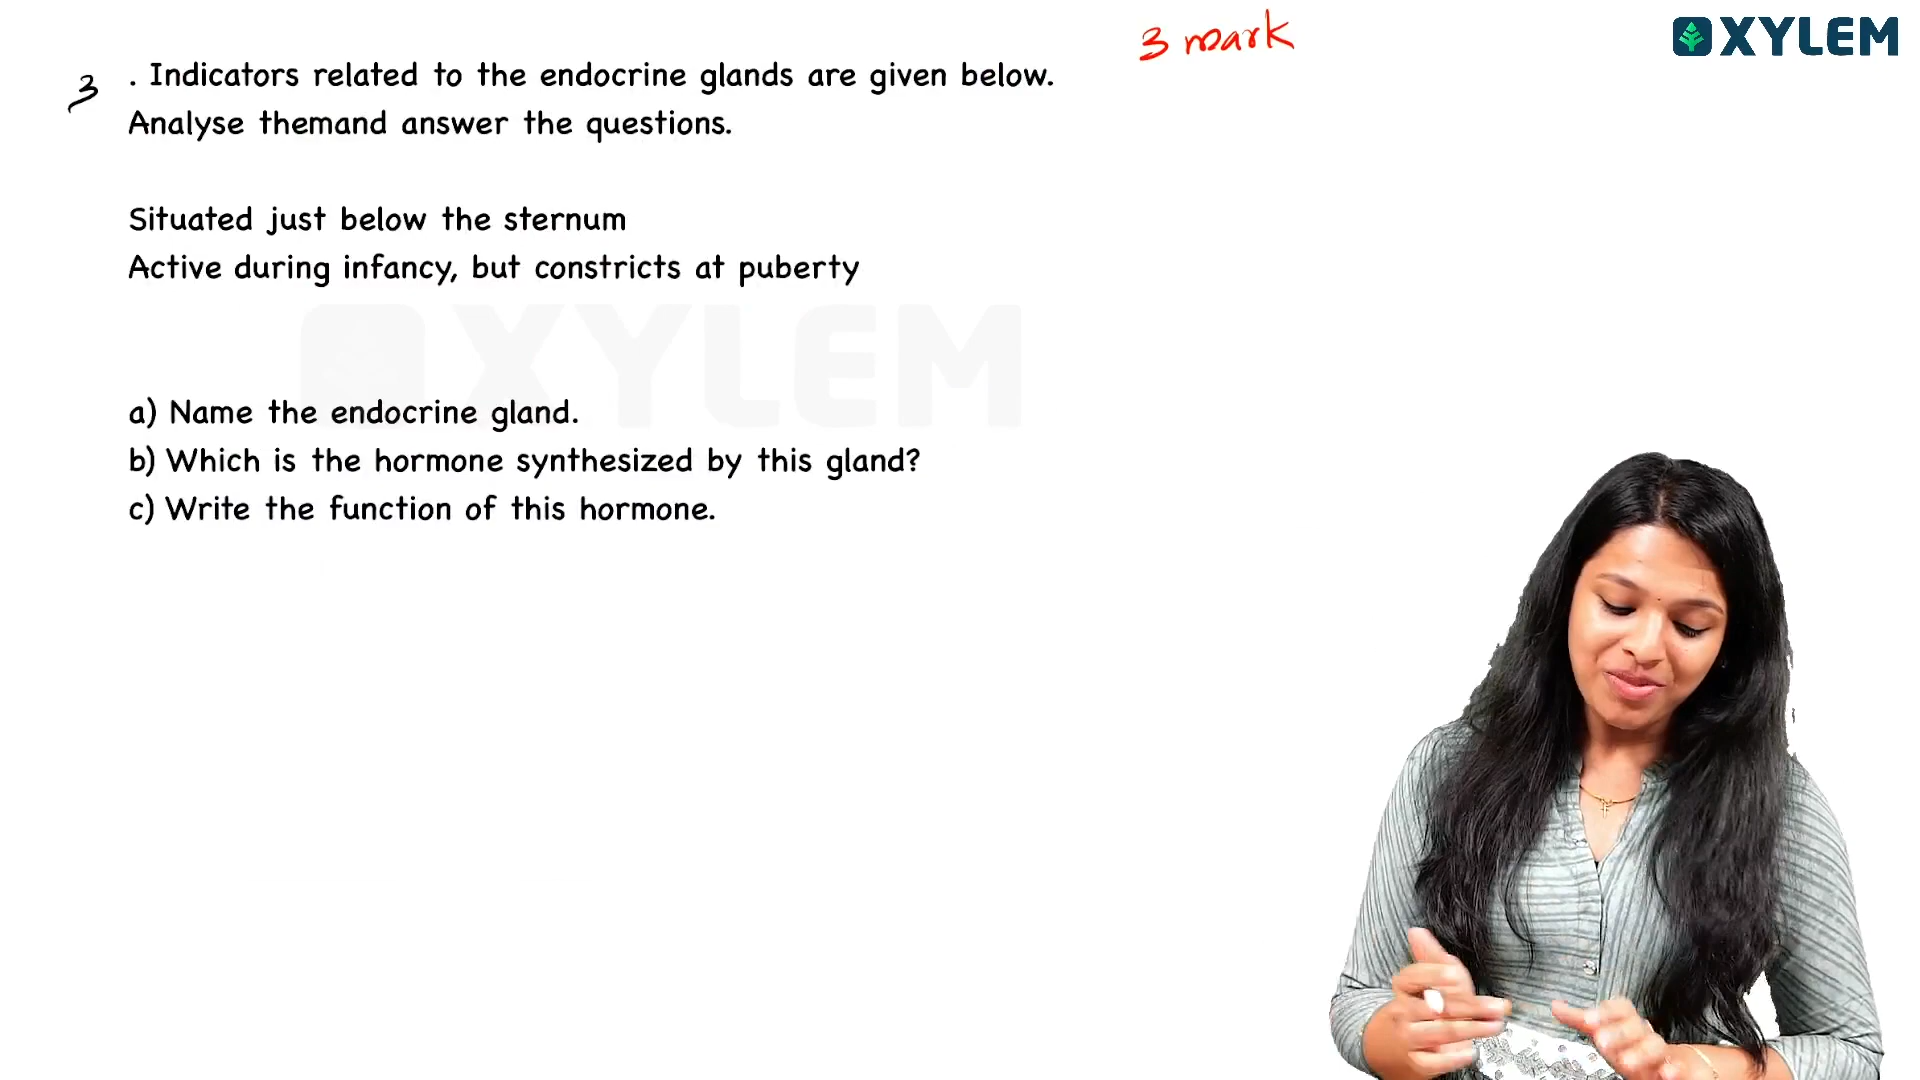 3 mark
XYLEM
3 . Indicators related to the endocrine glands are given below.
Analyse themand answer the questions.
Situated just below the sternum
Active during infancy, but constricts at puberty
XYLEM
a) Name the endocrine gland.
b) Which is the hormone synthesized by this gland?
c) Write the function of this hormone.